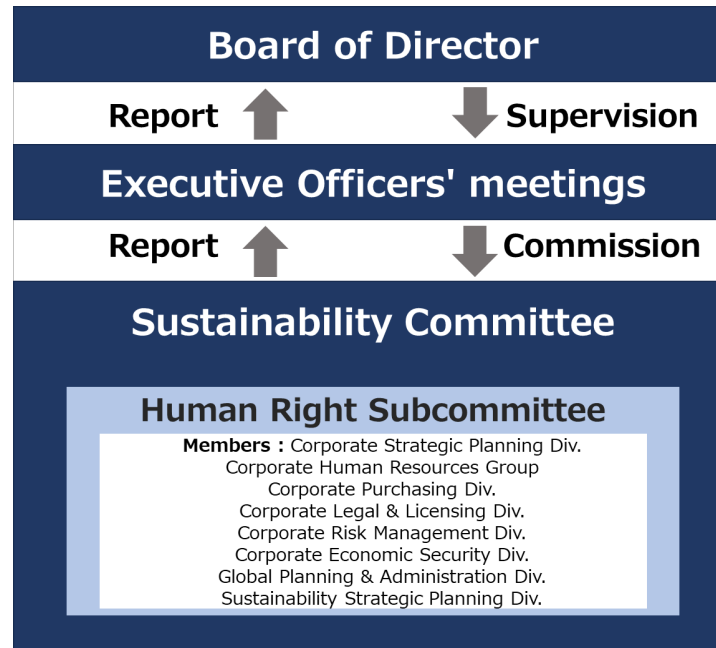 Board of Director
Report Supervision
Executive Officers' meetings
Report Commission
Sustainability Committee
Human Right Subcommittee
Members : Corporate Strategic Planning Div.
Corporate Human Resources Group
Corporate Purchasing Div.
Corporate Legal & Licensing Div.
Corporate Risk Management Div.
Corporate Economic Security Div.
Global Planning & Administration Div.
Sustainability Strategic Planning Div.